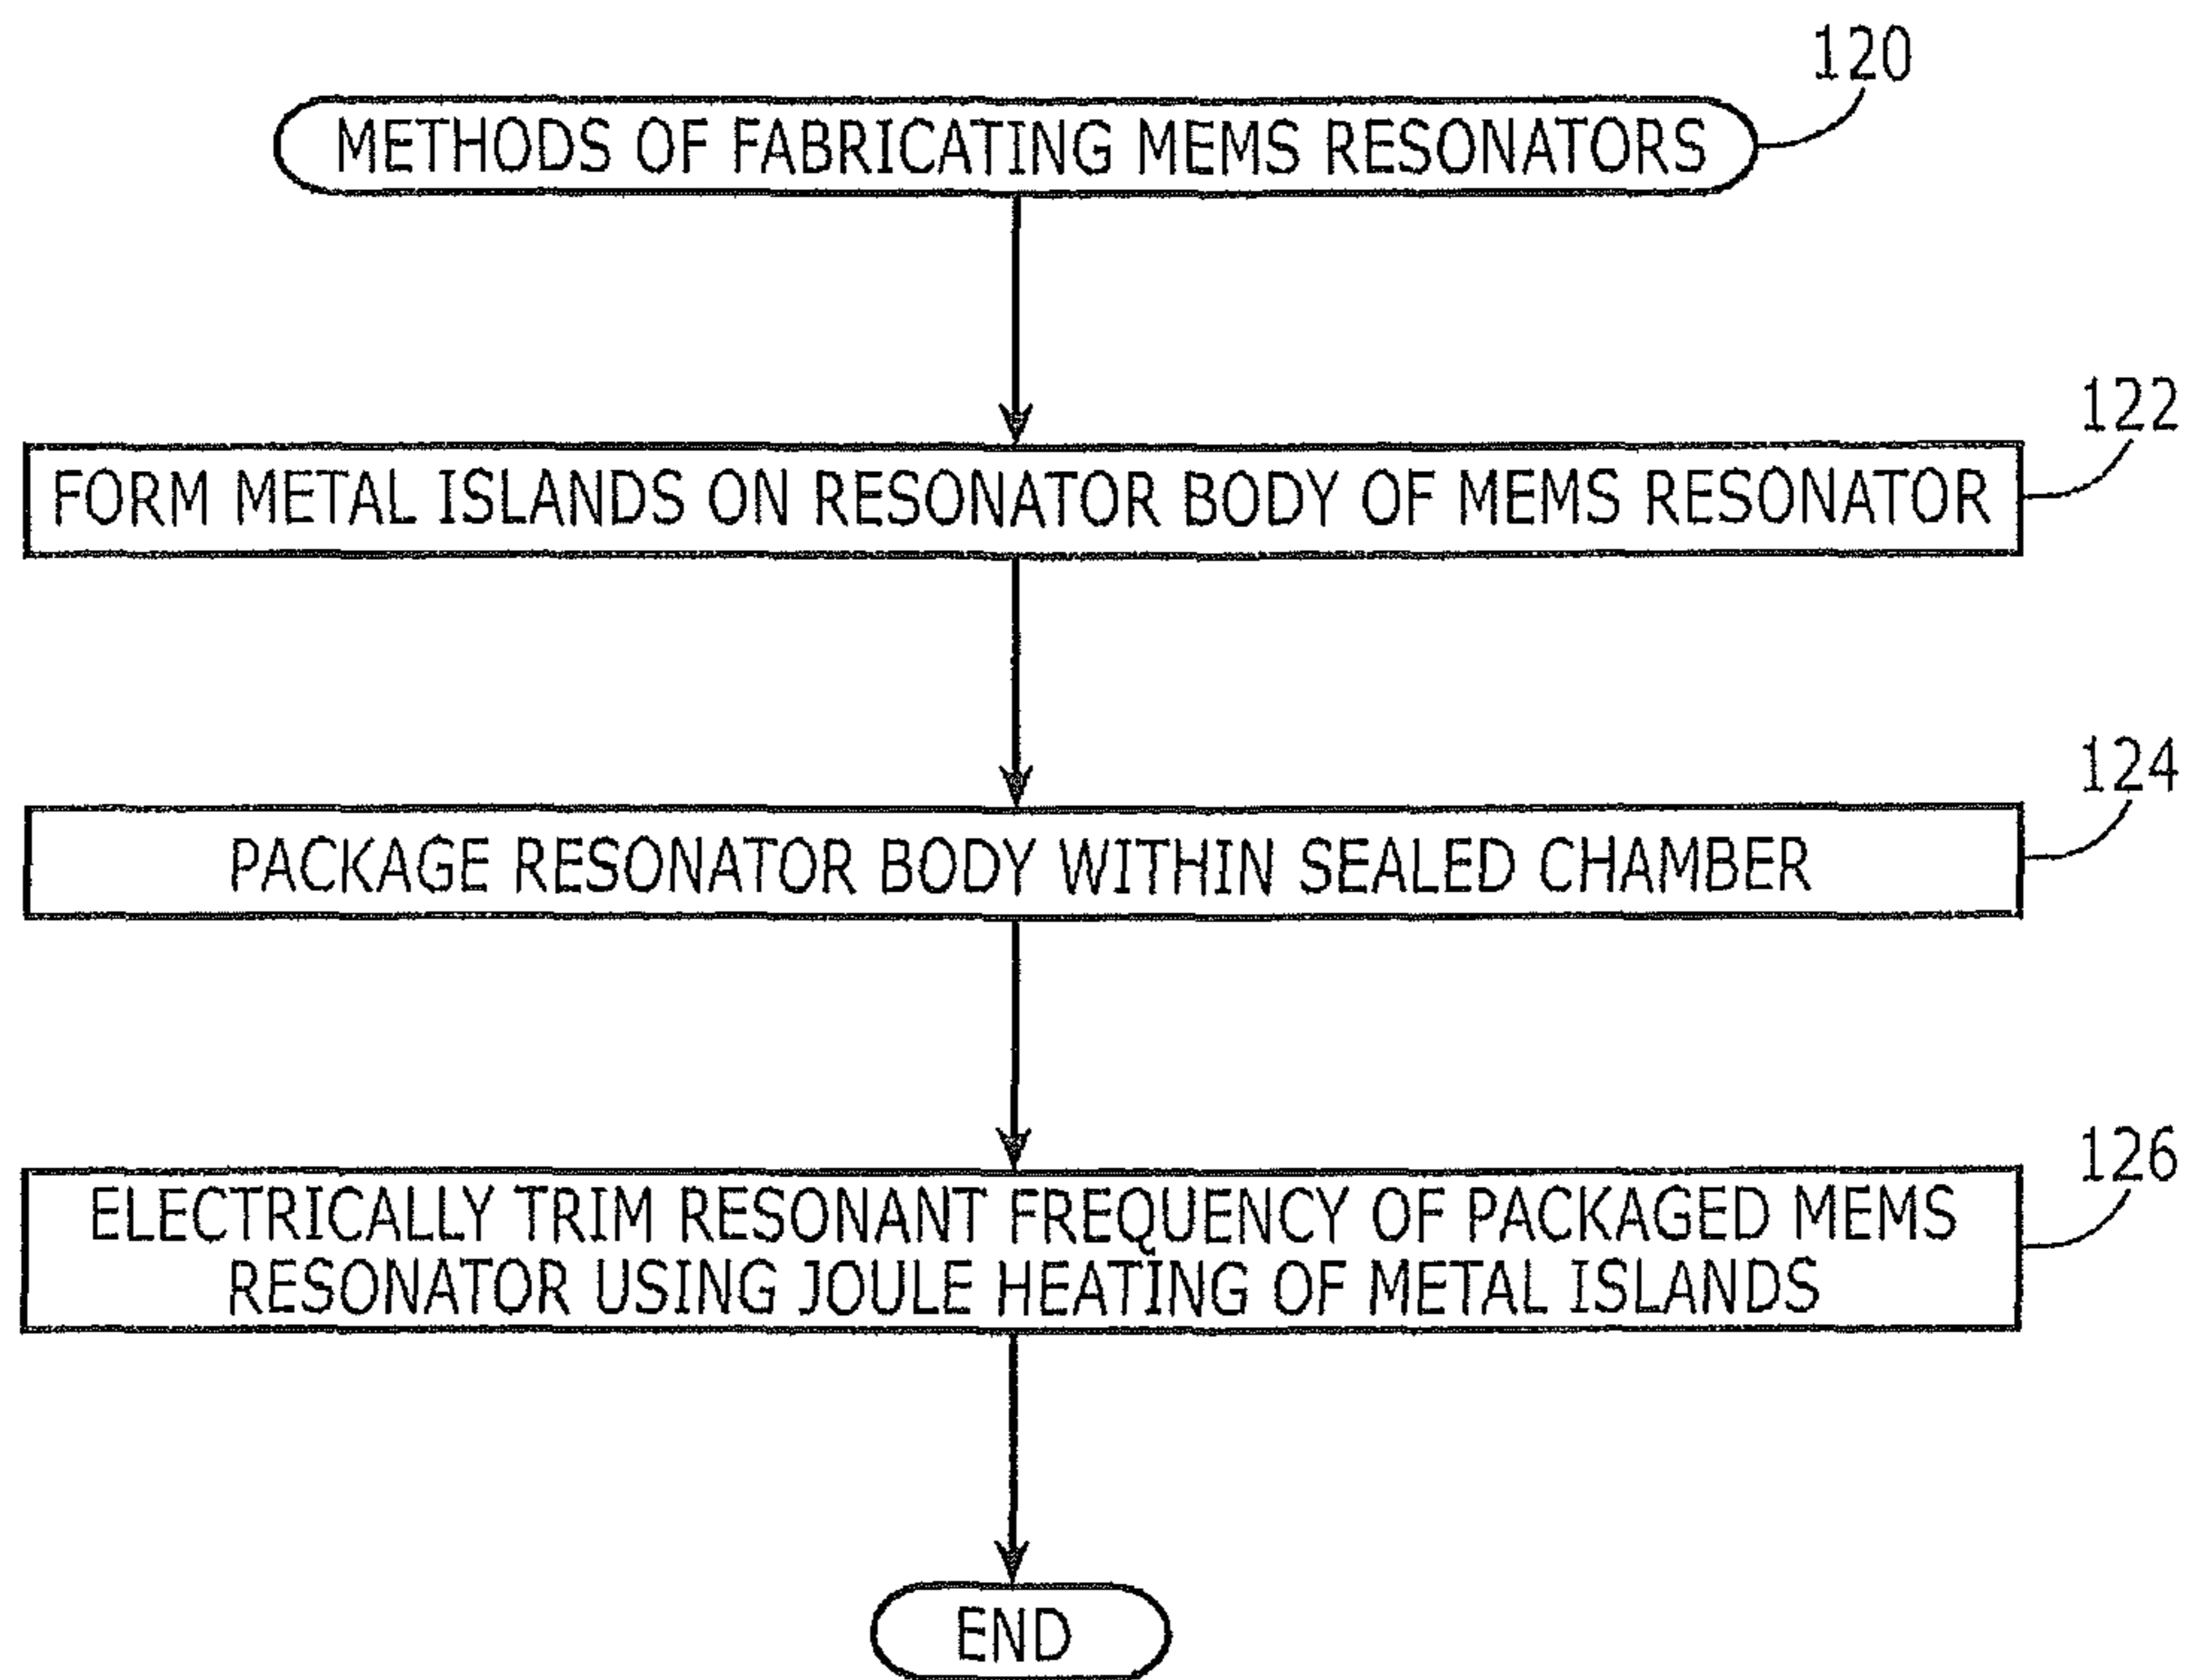 120
METHODS OF FABRICATING MEMS RESONATORS
122
FORM METAL ISLANDS ON RESONATOR BODY OF MEMS RESONATOR
124
PACKAGE RESONATOR BODY WITHIN SEALED CHAMBER
126
ELECTRICALLY TRIM RESONANT FREQUENCY OF PACKAGED MEMS
RESONATOR USING JOULE HEATING OF METAL ISLANDS
END